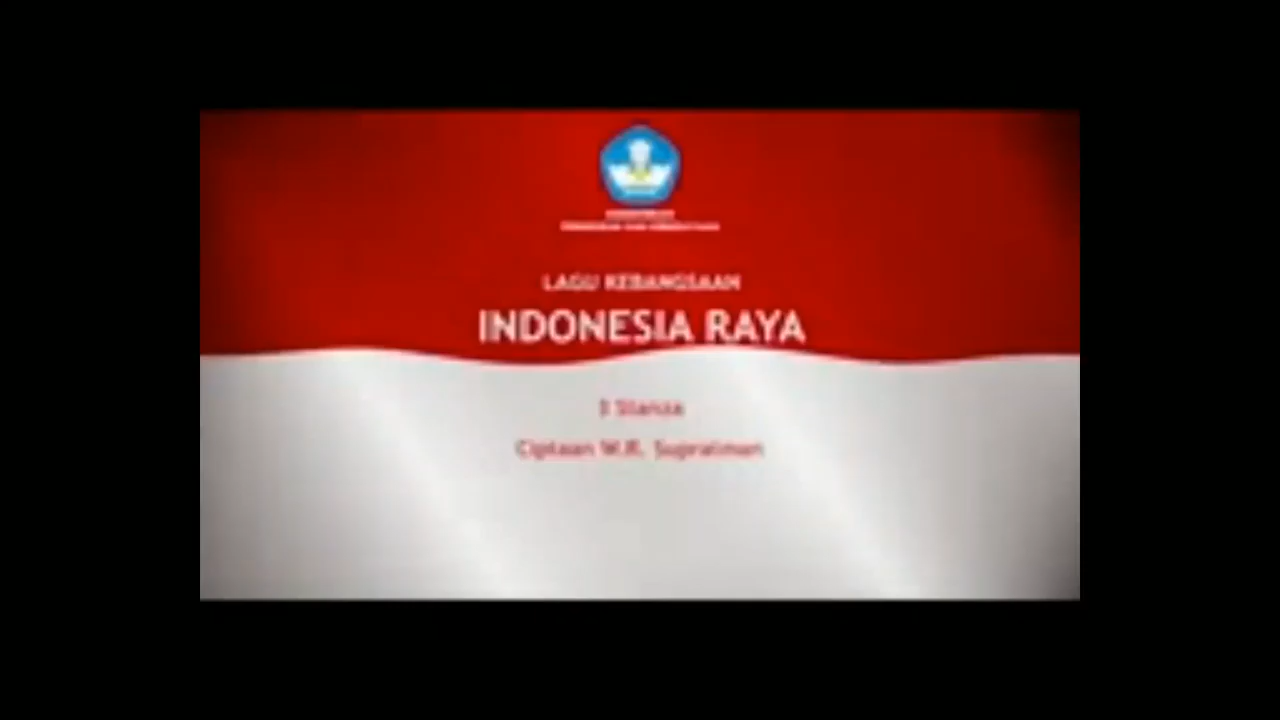 LAGU KEBANGSAAN
INDONESIA RAYA
3 Stanza
Ciptaan W.R. Supratman